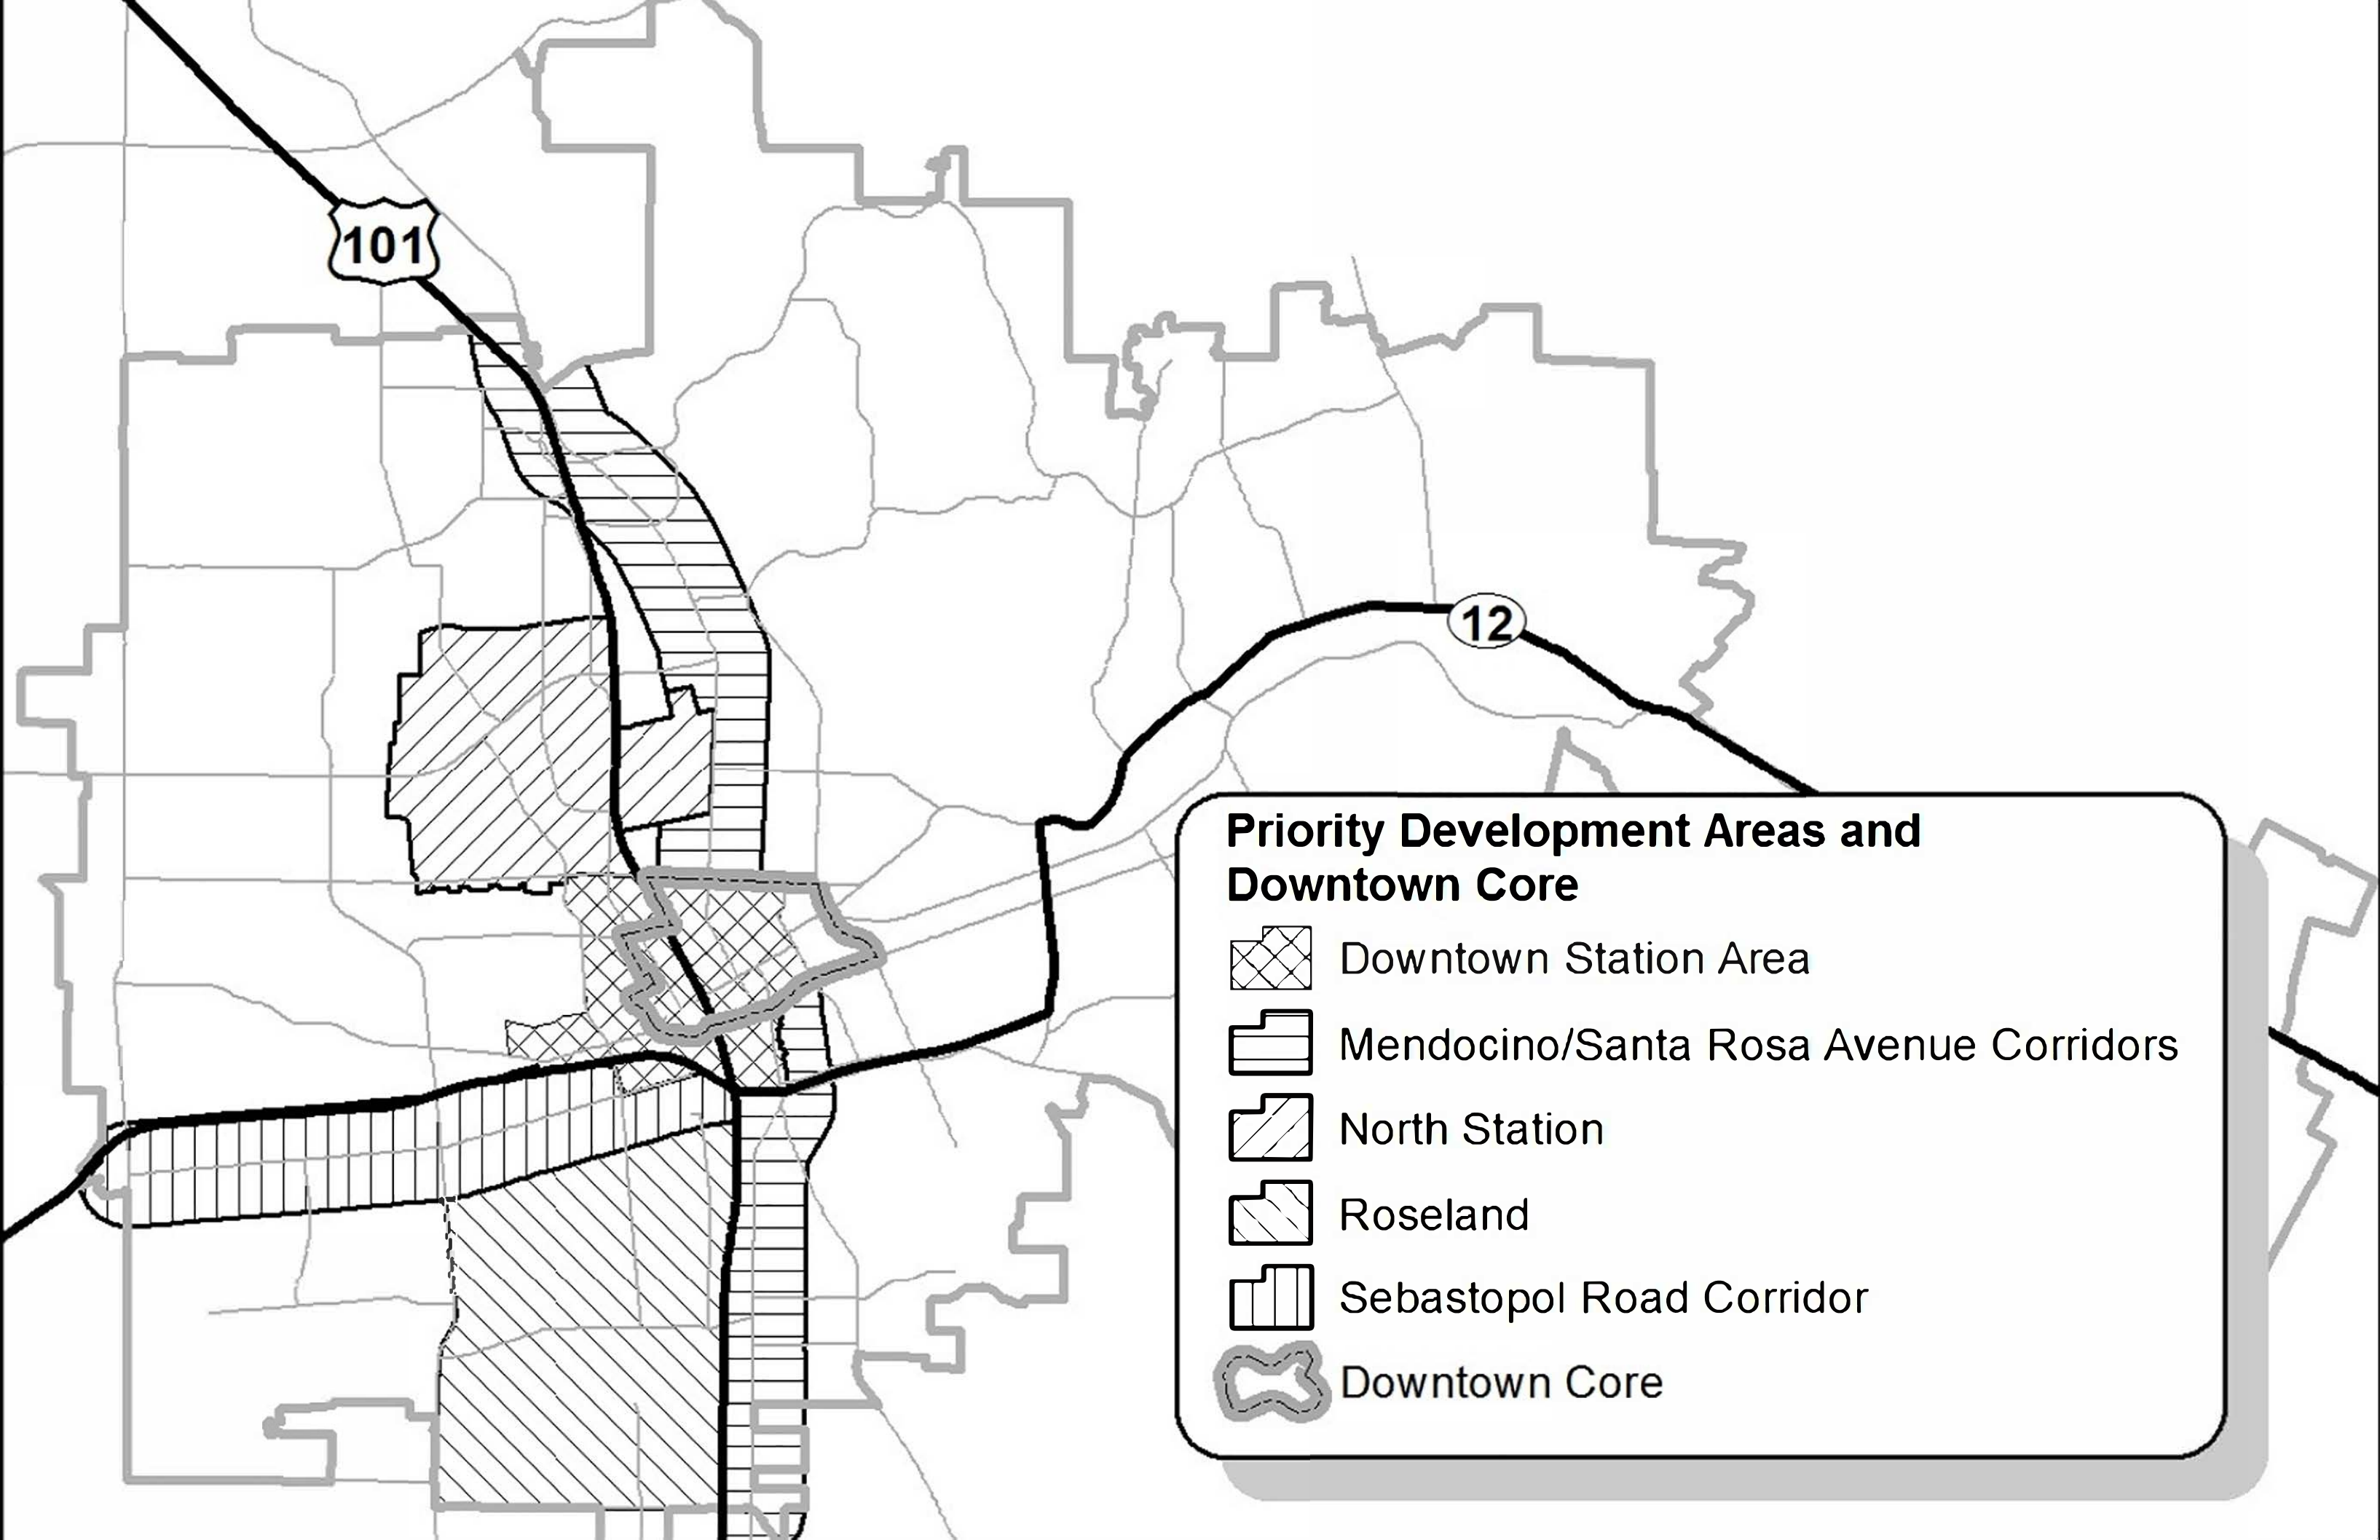 101
12
Priority Development Areas and
Downtown Core
Downtown Station Area
Mendocino/Santa Rosa Avenue Corridors
North Station
Roseland
Sebastopol Road Corridor
Downtown Core